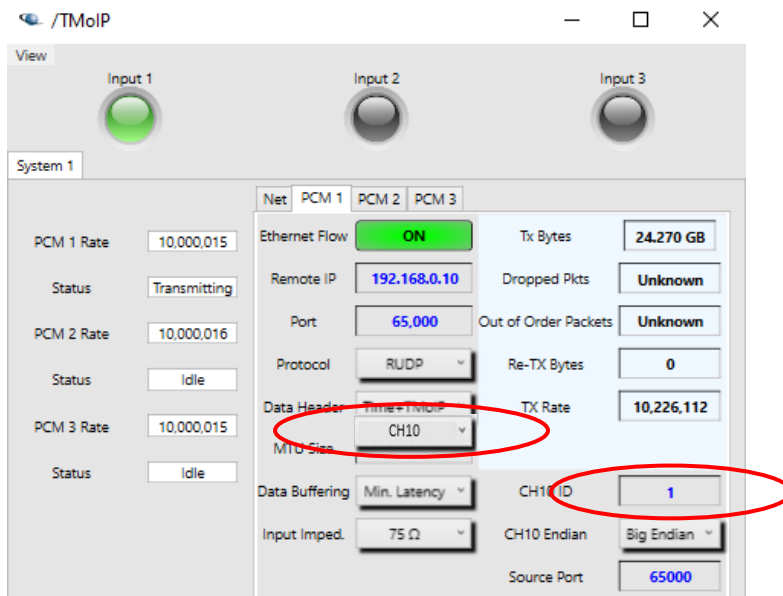 /TMoIP
View
Input 1 Input 2 Input 3
System 1
Net PCM 1 PCM 2 PCM 3
PCM 1 Rate 10,000,015
Status Transmitting
PCM 2 Rate 10,000,016
Status Idle
PCM 3 Rate 10,000,015
Status Idle
Ethernet Flow ON
Remote IP 192.168.0.10
Port 65,000
Protocol RUDP
Data Header Time+TMoIP
CH10
MTU Size
Data Buffering Min. Latency
Input Imped. 75 Ω
Tx Bytes 24.270 GB
Dropped Pkts Unknown
Out of Order Packets Unknown
Re-TX Bytes 0
TX Rate 10,226,112
CH10 ID 1
CH10 Endian Big Endian
Source Port 65000